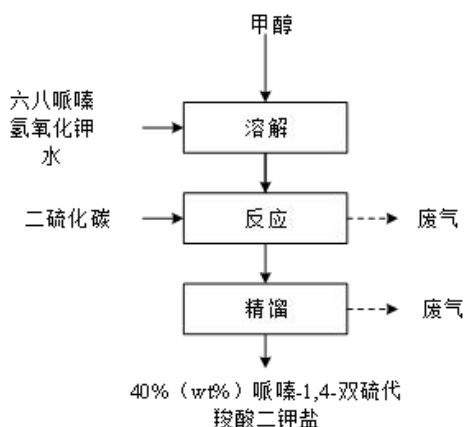 甲醇
六八哌嗪
氢氧化钾
水
溶解
二硫化碳
反应
废气
精馏
废气
40%（wt%）哌嗪-1,4-双硫代
羧酸二钾盐